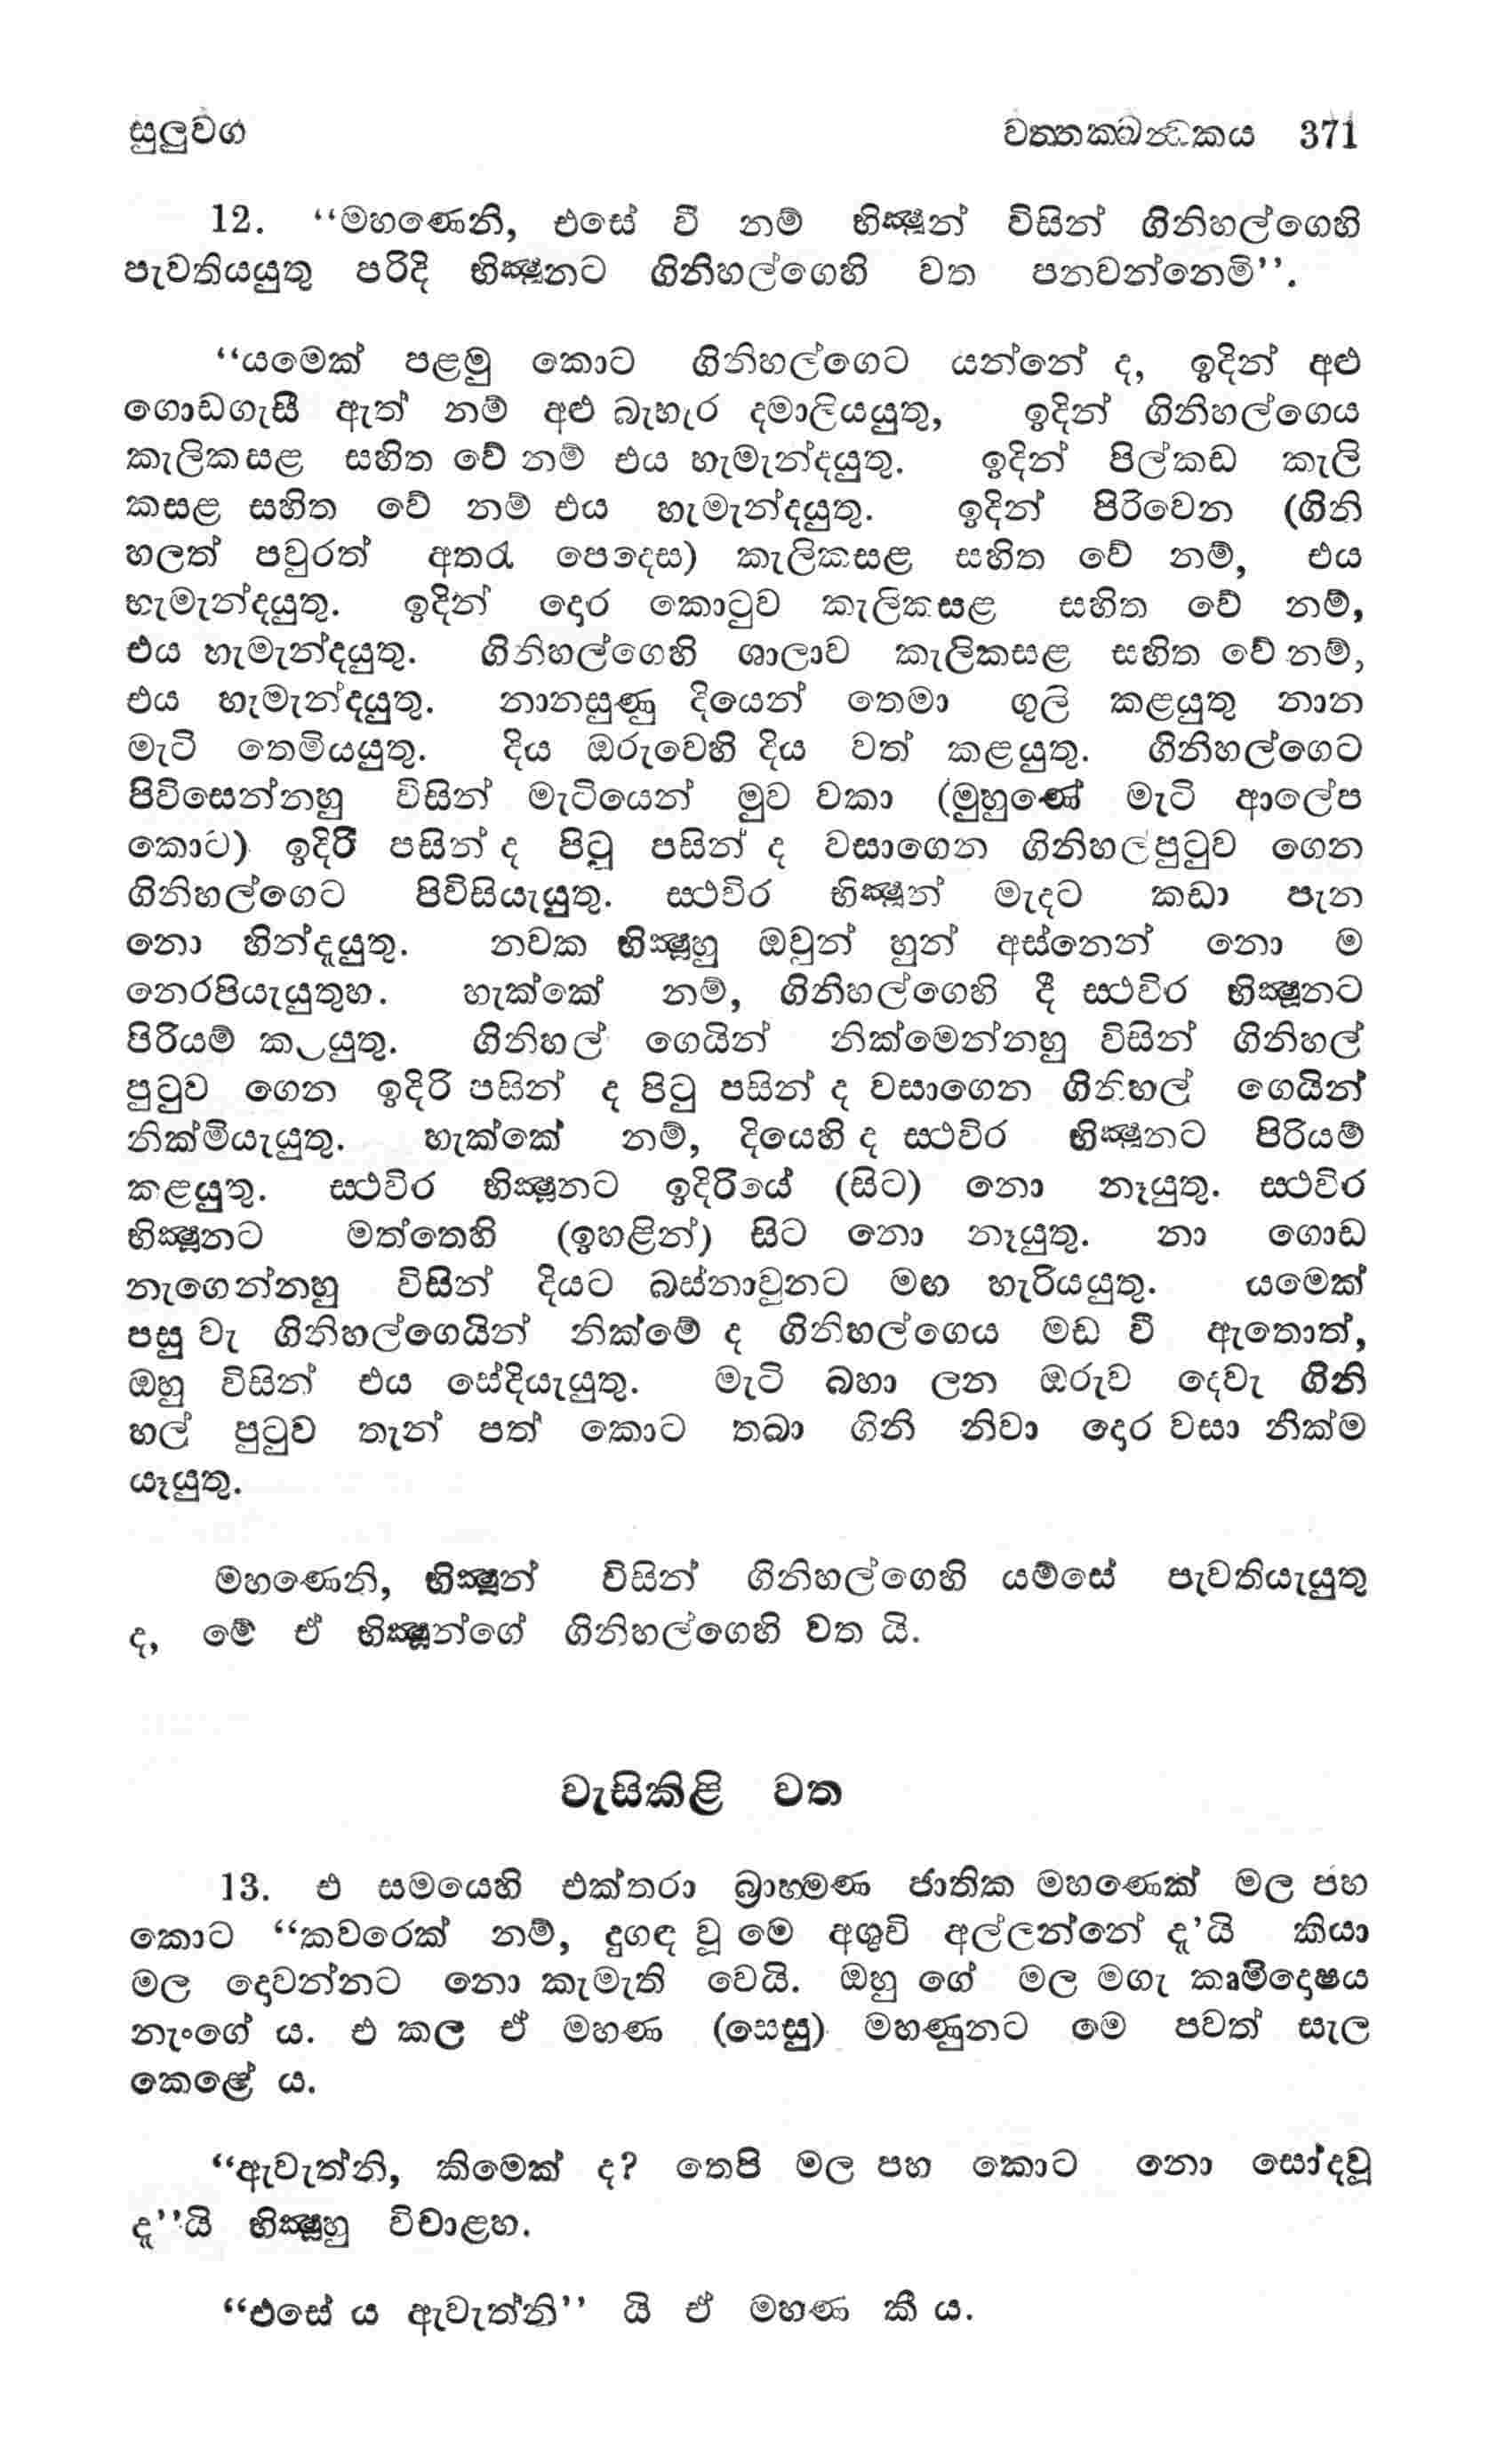 සුලුවග වත්තක්ඛන්ධකය 371
12. “මහණෙනි, එසේ වී නම් භික්‍ෂූන් විසින් ගිනිහල්ගෙහි
පැවතියයුතු පරිදි භික්‍ෂූනට ගිනිහල්ගෙහි වත පනවන්නෙමි”.
“යමෙක් පළමු කොට ගිනිහල්ගෙට යන්නේ ද, ඉදින් අළු
ගොඩගැසී ඇත් නම් අළු බැහැර දමාලියයුතු, ඉදින් ගිනිහල්ගෙය
කැලිකසළ සහිත වේ නම් එය හැමැන්දයුතු. ඉදින් පිල්කඩ කැලි
කසළ සහිත වේ නම් එය හැමැන්දයුතු. ඉදින් පිරිවෙන (ගිනි
හලත් පවුරත් අතරැ පෙදෙස) කැලිකසළ සහිත වේ නම්, එය
හැමැන්දයුතු. ඉදින් දොර කොටුව කැලිකසළ සහිත වේ නම්,
එය හැමැන්දයුතු. ගිනිහල්ගෙහි ශාලාව කැලිකසළ සහිත වේ නම්,
එය හැමැන්දයුතු. නානසුණු දියෙන් තෙමා ගුලි කළයුතු නාන
මැටි තෙමියයුතු. දිය ඔරුවෙහි දිය වත් කළයුතු. ගිනිහල්ගෙට
පිවිසෙන්නහු විසින් මැටියෙන් මුව වකා (මුහුණේ මැටි ආලේප
කොට) ඉදිරි පසින් ද පිටු පසින් ද වසාගෙන ගිනිහල්පුටුව ගෙන
ගිනිහල්ගෙට පිවිසියැයුතු. ස්ථවිර භික්‍ෂූන් මැදට කඩා පැන
නො හින්දැයුතු. නවක භික්‍ෂූහු ඔවුන් හුන් අස්නෙන් නො ම
නෙරපියැයුතුහ. හැක්කේ නම්, ගිනිහල්ගෙහි දී ස්ථවිර භික්‍ෂූනට
පිරියම් ක යුතු. ගිනිහල් ගෙයින් නික්මෙන්නහු විසින් ගිනිහල්
පුටුව ගෙන ඉදිරි පසින් ද පිටු පසින් ද වසාගෙන ගිනිහල් ගෙයින්
නික්මියැයුතු. හැක්කේ නම්, දියෙහි ද ස්ථවිර භික්‍ෂූනට පිරියම්
කළයුතු. ස්ථවිර භික්‍ෂූනට ඉදිරියේ (සිට) නො නෑයුතු. ස්ථවිර
භික්‍ෂූනට මත්තෙහි (ඉහළින්) සිට නො නෑයුතු. නා ගොඩ
නැගෙන්නහු විසින් දියට බස්නාවුනට මඟ හැරියයුතු. යමෙක්
පසු වැ ගිනිහල්ගෙයින් නික්මේ ද ගිනිහල්ගෙය මඩ වී ඇතොත්,
ඔහු විසින් එය සේදියැයුතු. මැටි බහා ලන ඔරුව දෙවැ ගිනි
හල් පුටුව තැන් පත් කොට තබා ගිනි නිවා දොර වසා නික්ම
යෑයුතු.
මහණෙනි, භික්‍ෂූන් විසින් ගිනිහල්ගෙහි යම්සේ පැවතියැයුතු
ද, මේ ඒ භික්‍ෂූන්ගේ ගිනිහල්ගෙහි වත යි.
වැසිකිළි වත
13. එ සමයෙහි එක්තරා බ්‍රාහ්මණ ජාතික මහණෙක් මල පහ
කොට “කවරෙක් නම්, දුගඳ වූ මේ අශුචි අල්ලන්නේ දැ’යි කියා
මල දෙවන්නට නො කැමැති වෙයි. ඔහු ගේ මල මගැ කෘමිදොෂය
නැංගේ ය. එ කල ඒ මහණ (සෙසු) මහණුනට මේ පවත් සැල
කෙළේ ය.
“ඇවැත්නි, කිමෙක් ද? තෙපි මල පහ කොට නො සෝදවූ
දැ”යි භික්‍ෂූහු විචාළහ.
“එසේ ය ඇවැත්නි” යි ඒ මහණ කී ය.